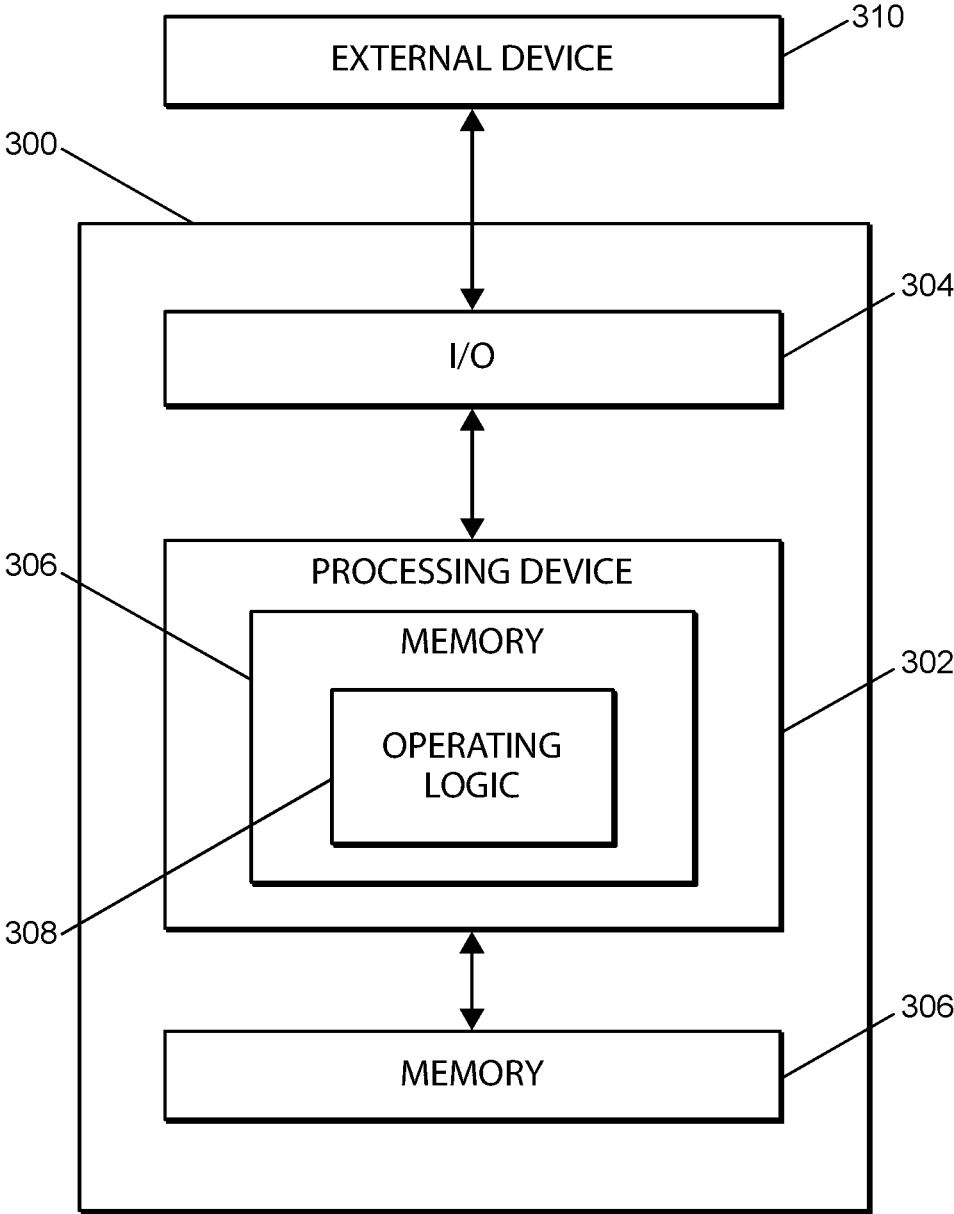 310
EXTERNAL DEVICE
300
304
I/O
306
PROCESSING DEVICE
MEMORY
302
OPERATING
LOGIC
308
306
MEMORY